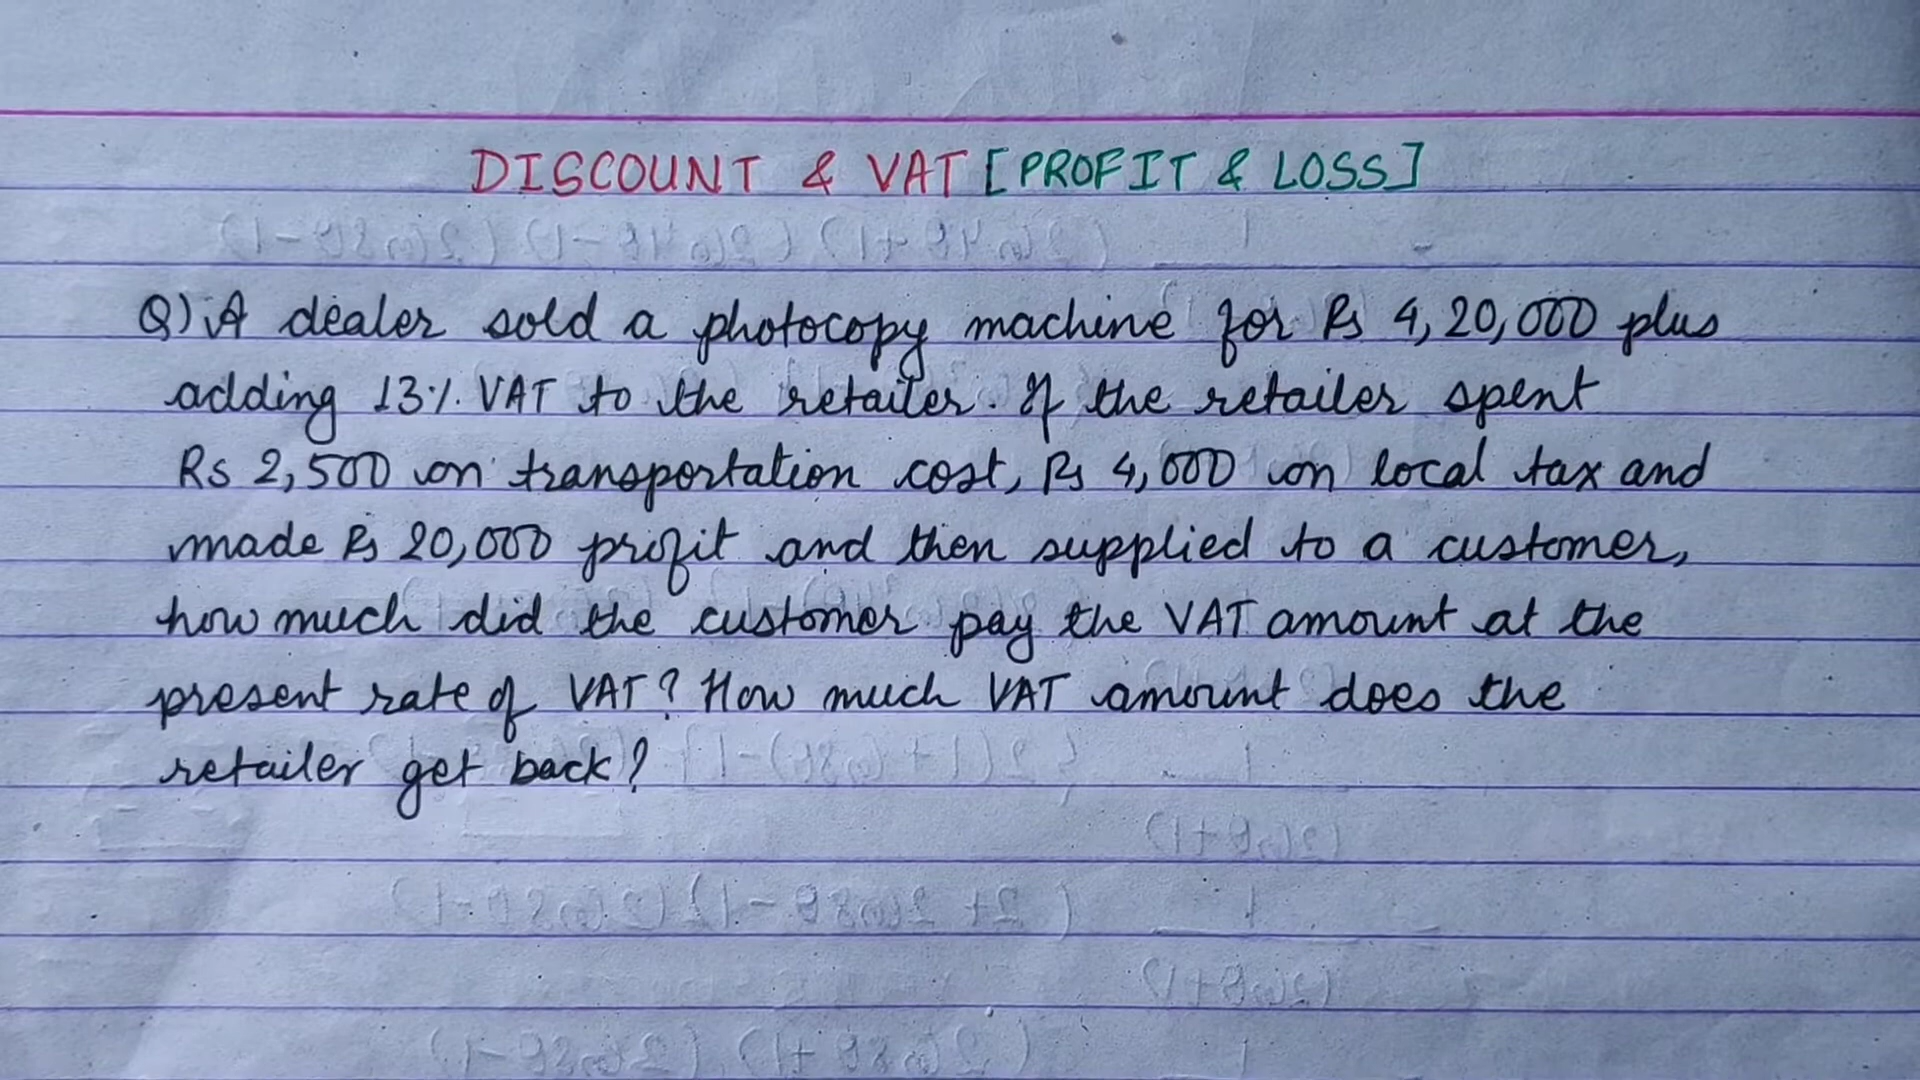 DISCOUNT & VAT [PROFIT & LOSS]
Q) A dealer sold a photocopy machine for Rs 4,20,000 plus
adding 13% VAT to the retailer. If the retailer spent
Rs 2,500 on transportation cost, Rs 4,000 on local tax and
made Rs 20,000 profit and then supplied to a customer,
how much did the customer pay the VAT amount at the
present rate of VAT? How much VAT amount does the
retailer get back?